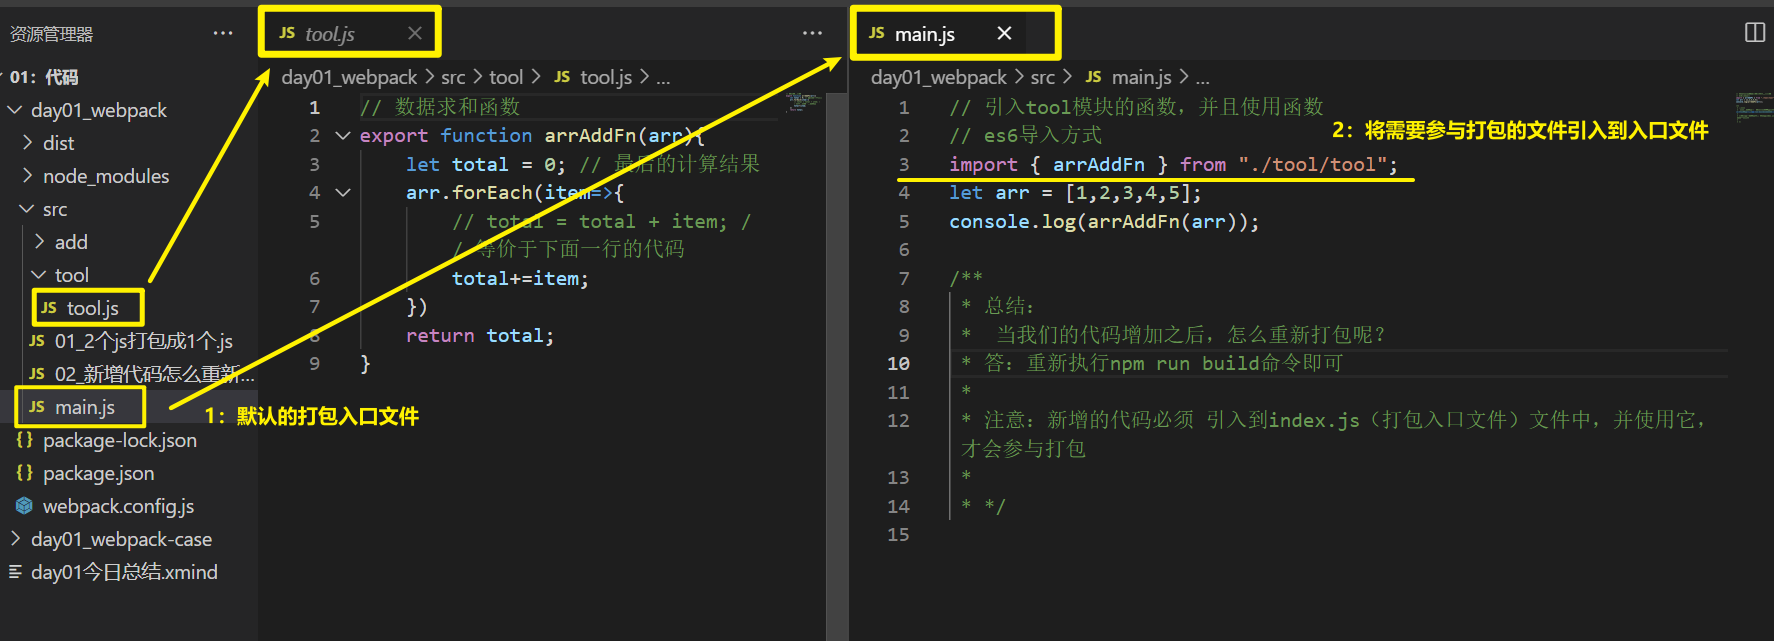 资源管理器
01：代码
day01_webpack
dist
node_modules
src
add
tool
JS tool.js
JS 01_2个js打包成1个.js
JS 02_新增代码怎么重新...
JS main.js
{} package-lock.json
{} package.json
webpack.config.js
day01_webpack-case
day01今日总结.xmind
1：默认的打包入口文件
JS tool.js
day01_webpack > src > tool > JS tool.js > ...
1 // 数据求和函数
2 export function arrAddFn(arr){
3 let total = 0; // 最后的计算结果
4 arr.forEach(item=>{
5 // total = total + item; /
/ 等价于下面一行的代码
6 total+=item;
7 })
8 return total;
9 }
JS main.js
day01_webpack > src > JS main.js > ...
1 // 引入tool模块的函数，并且使用函数
2 // es6导入方式
2：将需要参与打包的文件引入到入口文件
3 import { arrAddFn } from "./tool/tool";
4 let arr = [1,2,3,4,5];
5 console.log(arrAddFn(arr));
6
7 /**
8 * 总结：
9 * 当我们的代码增加之后，怎么重新打包呢？
10 * 答：重新执行npm run build命令即可
11 *
12 * 注意：新增的代码必须 引入到index.js（打包入口文件）文件中，并使用它，
才会参与打包
13 *
14 * */
15